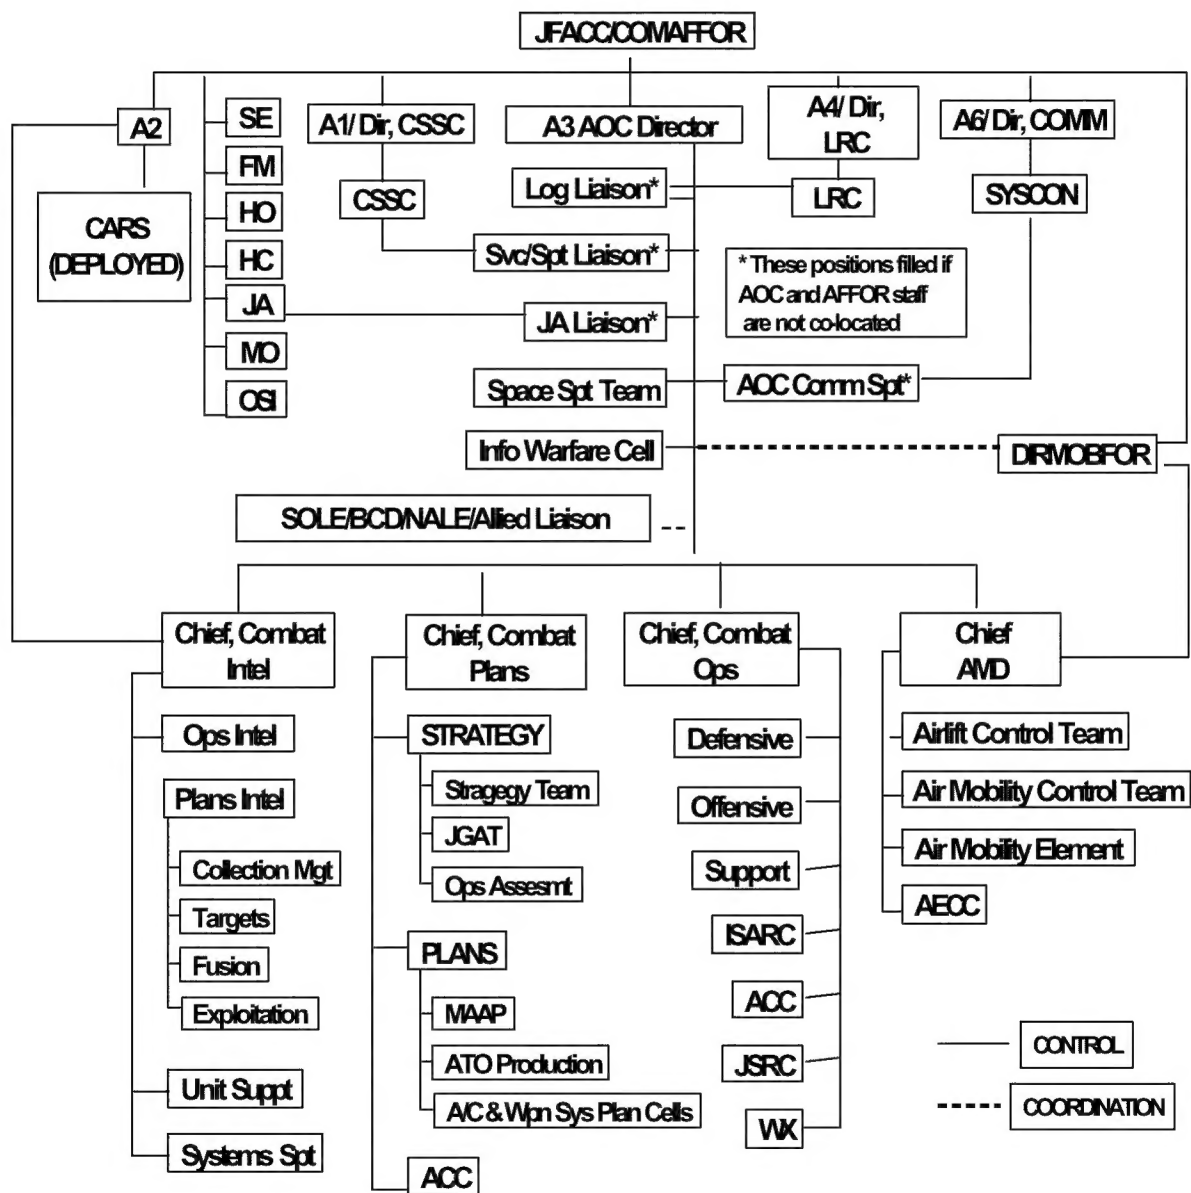 JFACC/COMAFFOR
A2
SE
FM
HO
HC
JA
MO
OSI
CARS
(DEPLOYED)
A1/ Dir, CSSC
CSSC
A3 AOC Director
A4/ Dir,
LRC
LRC
A6/ Dir, COMM
SYSCON
Log Liaison*
Svc/Spt Liaison*
JA Liaison*
* These positions filled if
AOC and AFFOR staff
are not co-located
Space Spt Team
AOC Comm Spt*
Info Warfare Cell
DIRMOBFOR
SOLE/BCD/NALE/Allied Liaison
Chief, Combat
Intel
Ops Intel
Plans Intel
Collection Mgt
Targets
Fusion
Exploitation
Unit Suppt
Systems Spt
Chief, Combat
Plans
STRATEGY
Stragegy Team
JGAT
Ops Assesmt
PLANS
MAAP
ATO Production
A/C & Wpn Sys Plan Cells
ACC
Chief, Combat
Ops
Defensive
Offensive
Support
ISARC
ACC
JSRC
WX
Chief
AMD
Airlift Control Team
Air Mobility Control Team
Air Mobility Element
AECC
CONTROL
COORDINATION